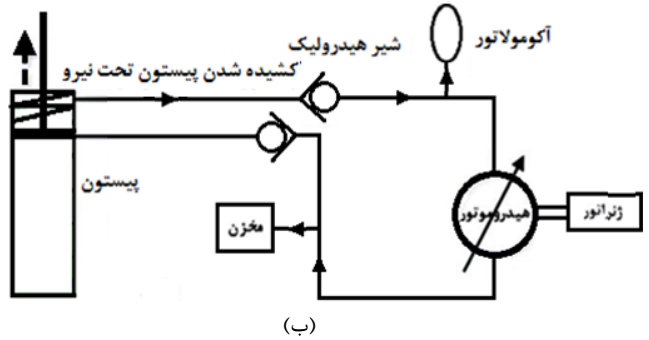 آکومولاتور
شیر هیدرولیک
کشیده شدن پیستون تحت نیرو
پیستون
هیدروموتور
ژنراتور
مخزن
(ب)